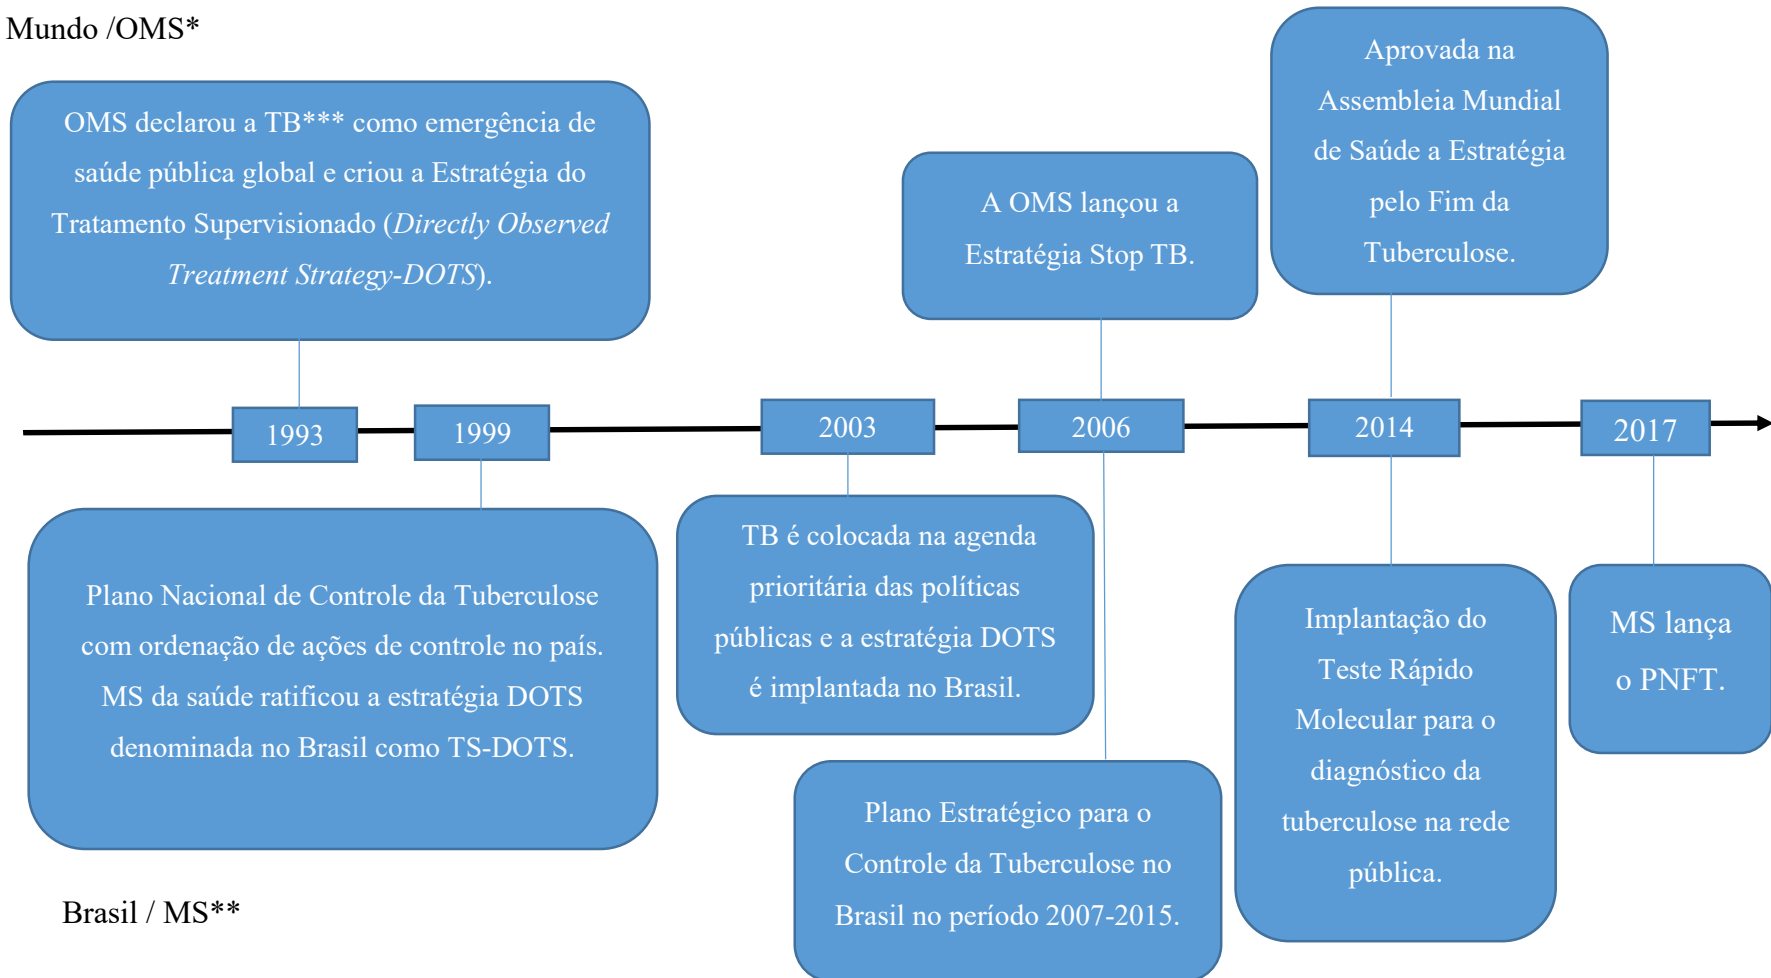 Mundo /OMS*
OMS declarou a TB*** como emergência de
saúde pública global e criou a Estratégia do
Tratamento Supervisionado (Directly Observed
Treatment Strategy-DOTS).
A OMS lançou a
Estratégia Stop TB.
Aprovada na
Assembleia Mundial
de Saúde a Estratégia
pelo Fim da
Tuberculose.
1993
1999
2003
2006
2014
2017
Plano Nacional de Controle da Tuberculose
com ordenação de ações de controle no país.
MS da saúde ratificou a estratégia DOTS
denominada no Brasil como TS-DOTS.
TB é colocada na agenda
prioritária das políticas
públicas e a estratégia DOTS
é implantada no Brasil.
Plano Estratégico para o
Controle da Tuberculose no
Brasil no período 2007-2015.
Implantação do
Teste Rápido
Molecular para o
diagnóstico da
tuberculose na rede
pública.
MS lança
o PNFT.
Brasil / MS**